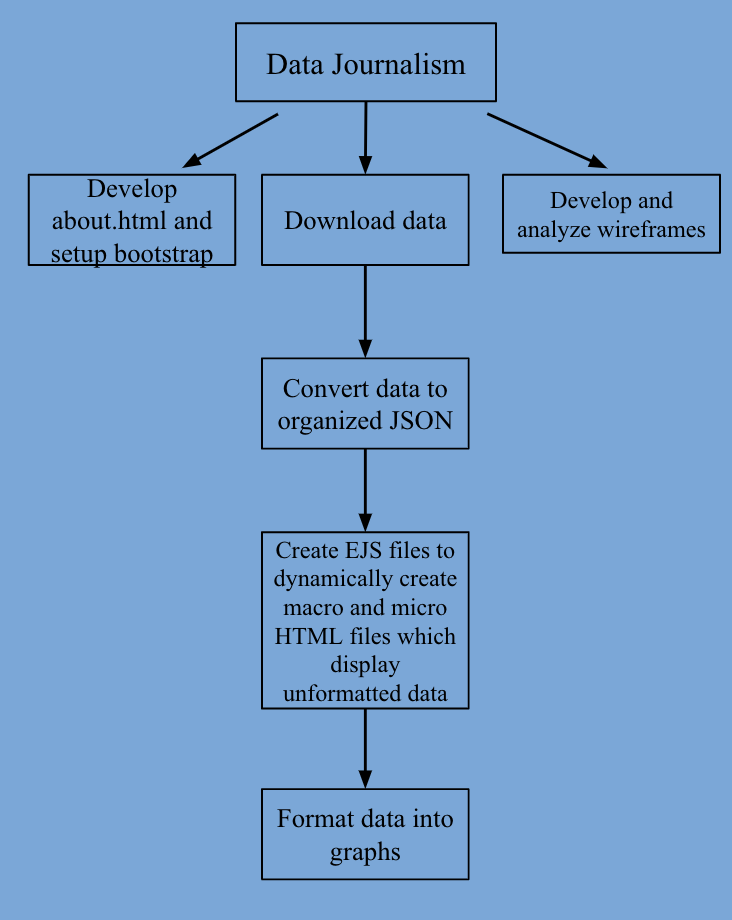 Data Journalism
Develop
about.html and
setup bootstrap
Download data
Develop and
analyze wireframes
Convert data to
organized JSON
Create EJS files to
dynamically create
macro and micro
HTML files which
display
unformatted data
Format data into
graphs